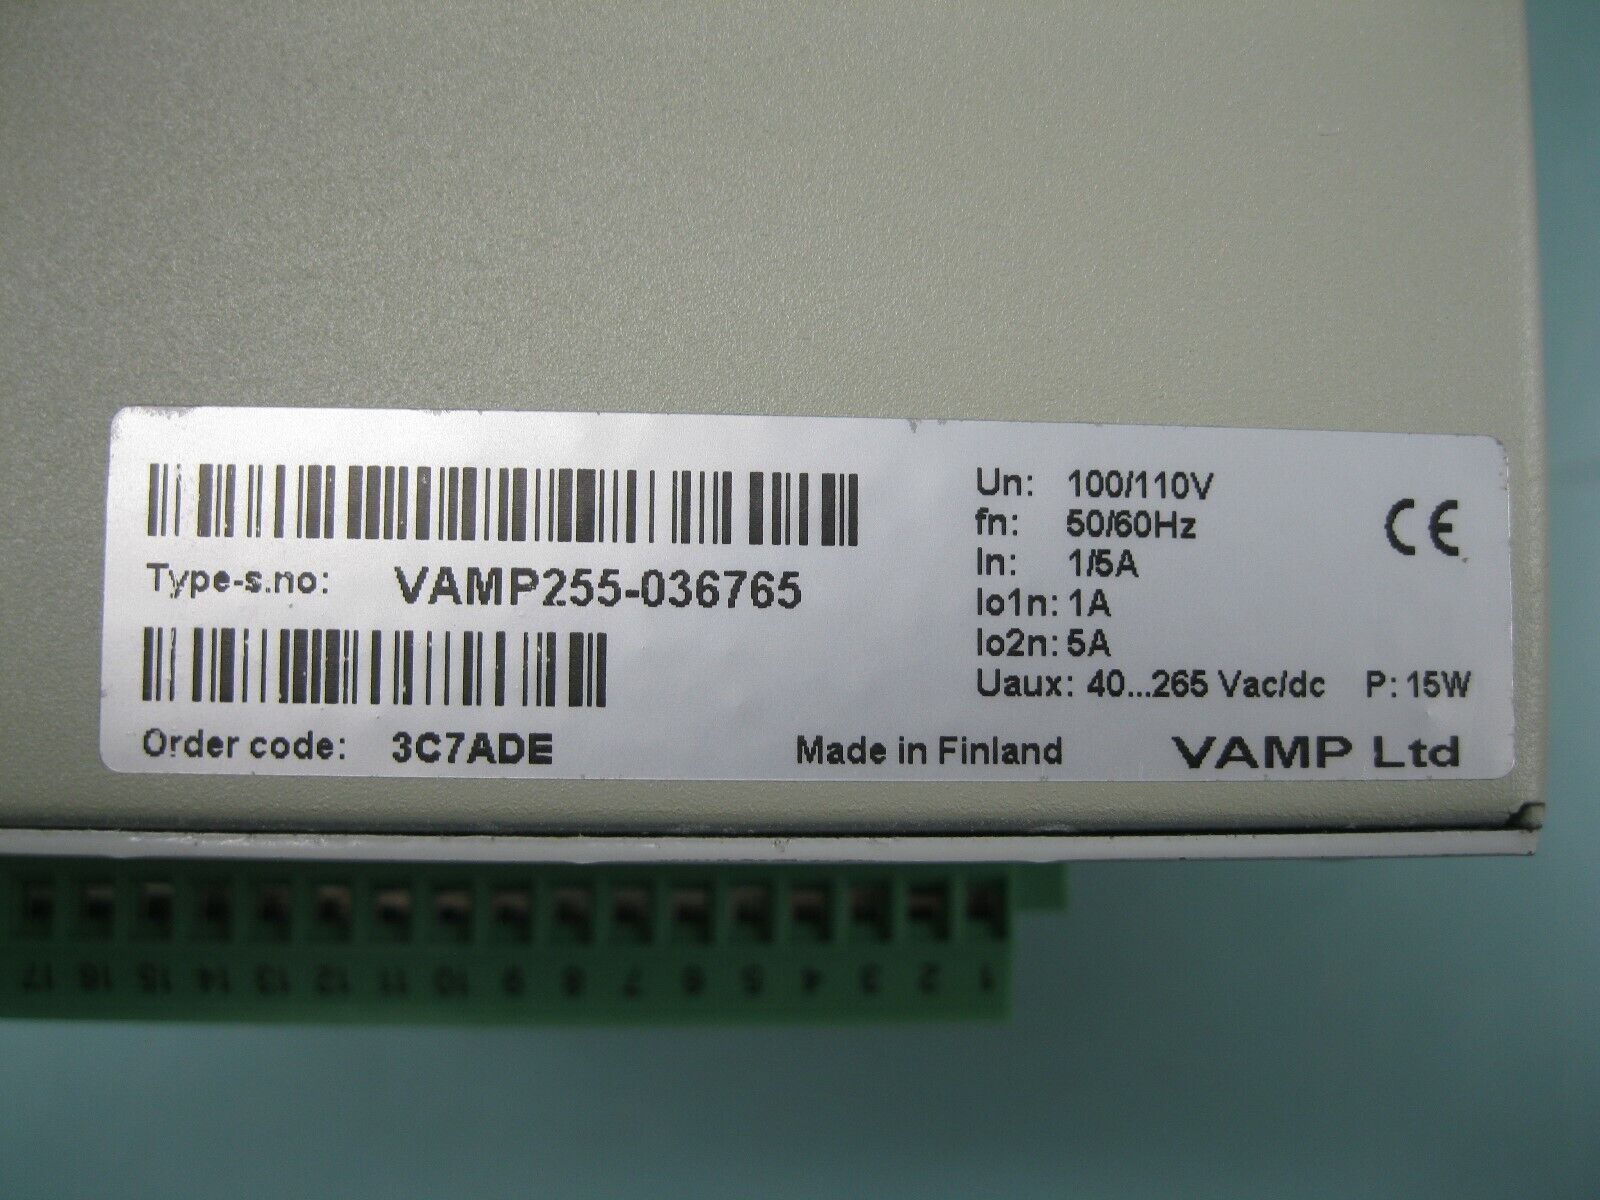 Type-s.no: VAMP255-036765
Order code: 3C7ADE
Un: 100/110V
fn: 50/60Hz
In: 1/5A
Io1n: 1A
Io2n: 5A
Uaux: 40...265 Vac/dc P: 15W
CE
Made in Finland VAMP Ltd
17 16 15 14 13 12 11 10 9 8 7 6 5 4 3 2 1